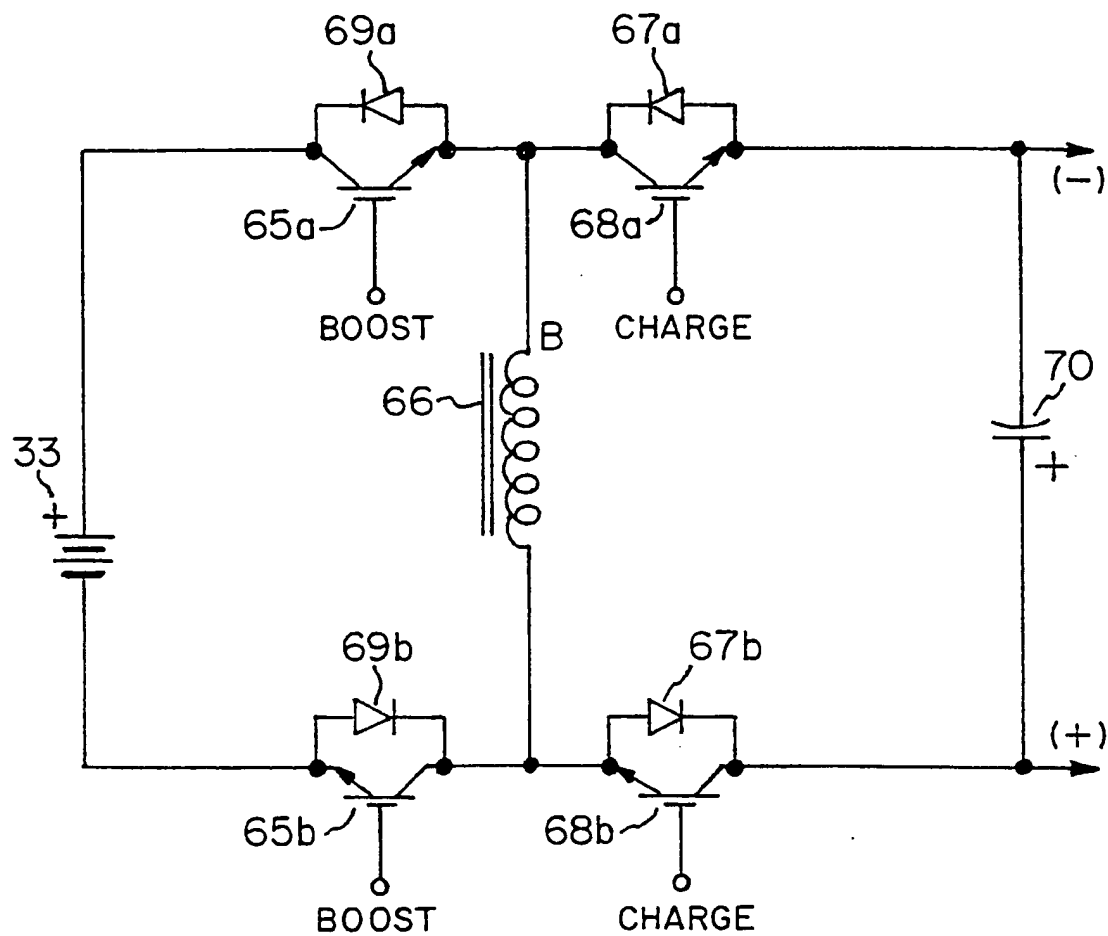 69a
67a
(-)
65a
68a
BOOST
CHARGE
B
66
70
+
33
+
69b
67b
(+)
65b
68b
BOOST
CHARGE